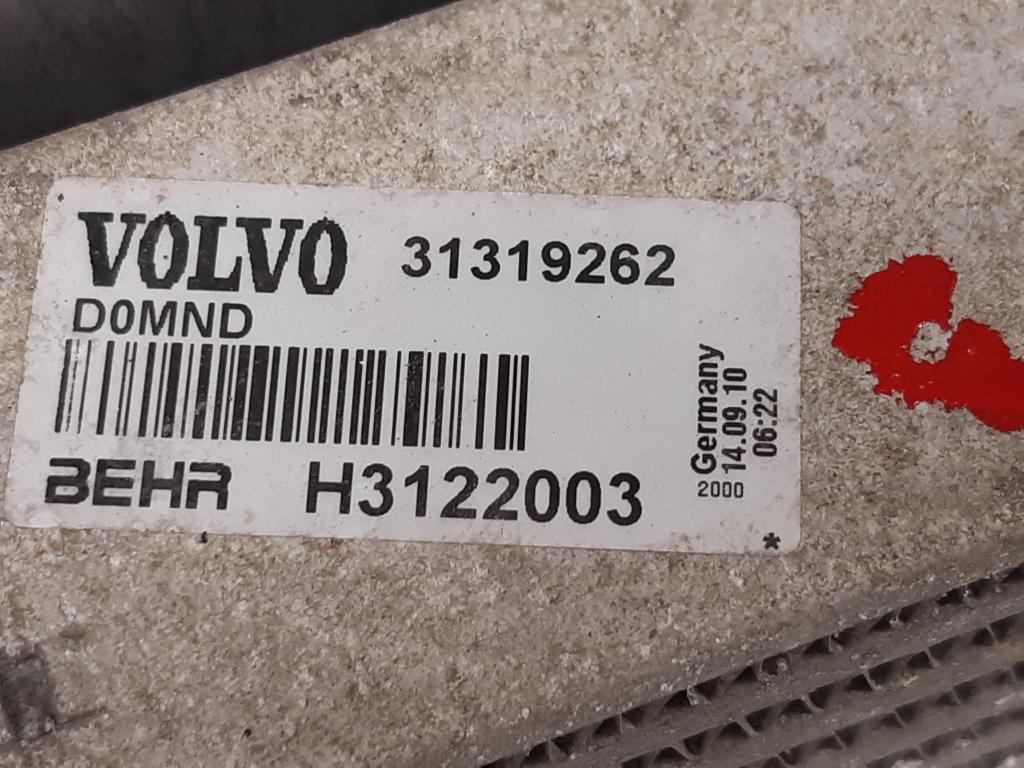 VOLVO 31319262
D0MND
BEHR H3122003
Germany
14.09.10
06:22
2000
*